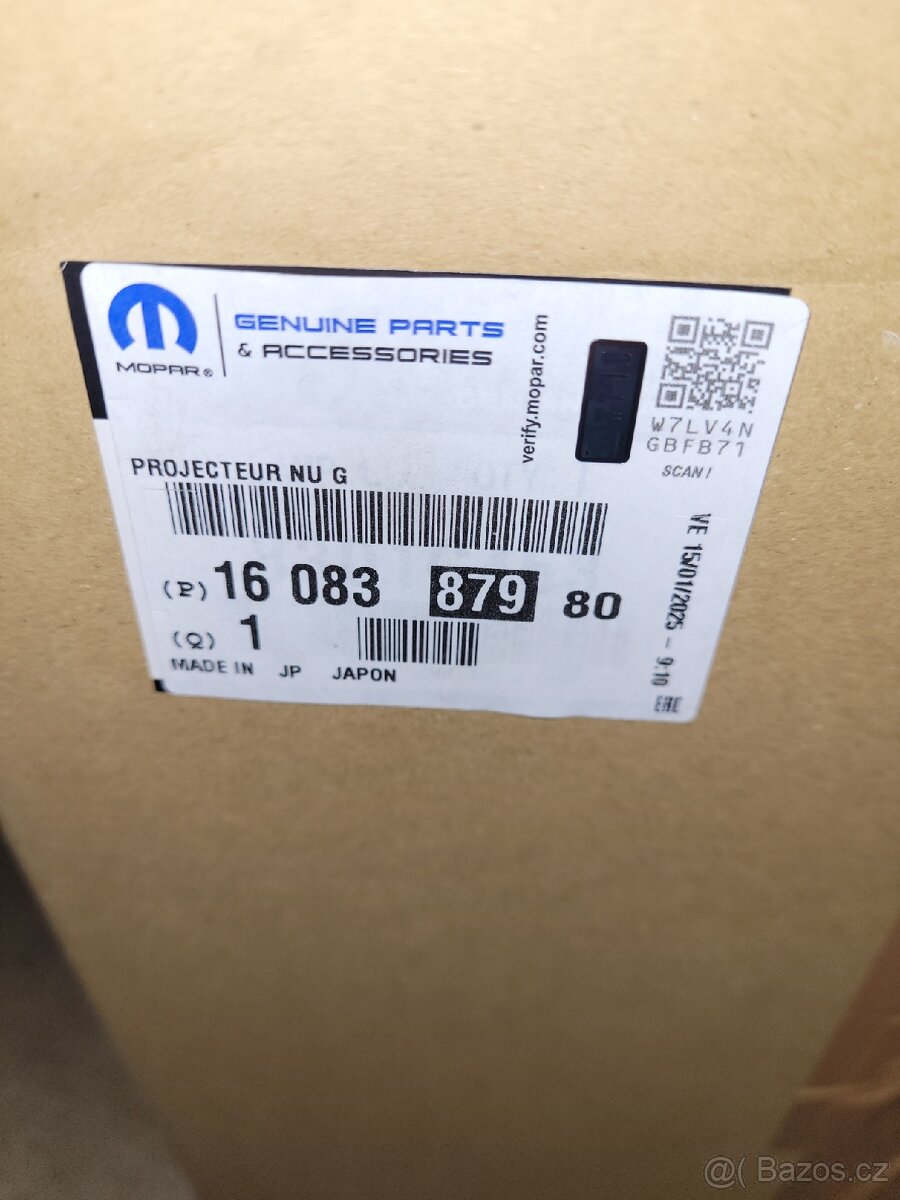 MOPAR®
GENUINE PARTS
& ACCESSORIES
verify.mopar.com
W7LV4N
GBFB71
SCAN
PROJECTEUR NU G
(P) 16 083 879 80
(Q) 1
MADE IN JP JAPON
VE 15/01/2025 - 9:10
EAC
@( Bazos.cz